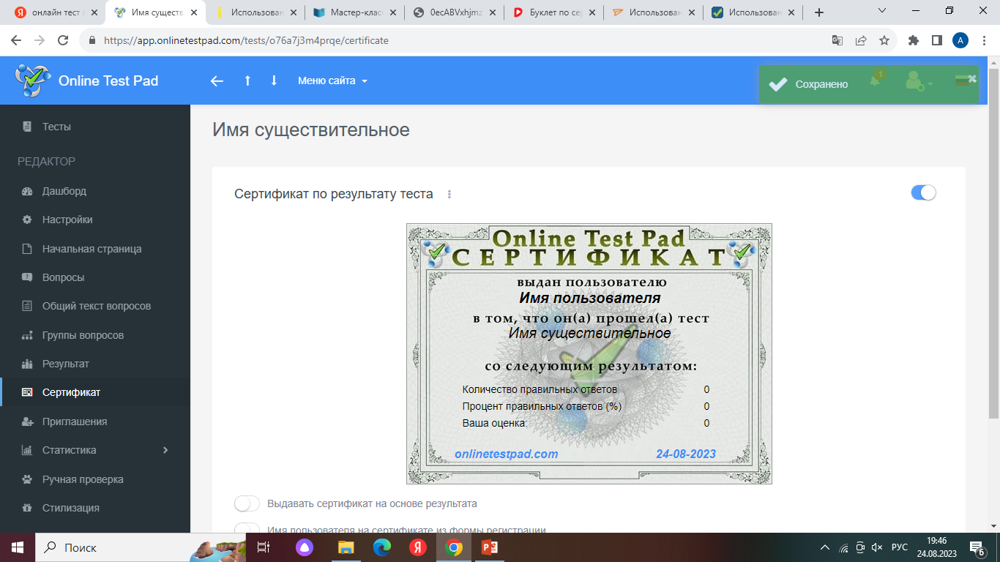 онлайн тест п
Имя существ
Использован
Мастер-клас
0ecABVxhjmz
Буклет по се
Использован
Использован
https://app.onlinetestpad.com/tests/o76a7j3m4prqe/certificate
A
Online Test Pad
Меню сайта
Сохранено
1
Тесты
РЕДАКТОР
Дашборд
Настройки
Начальная страница
Вопросы
Общий текст вопросов
Группы вопросов
Результат
Сертификат
Приглашения
Статистика
Ручная проверка
Стилизация
Имя существительное
Сертификат по результату теста
Online Test Pad
СЕРТИФИКАТ
выдан пользователю
Имя пользователя
в том, что он(а) прошел(а) тест
Имя существительное
со следующим результатом:
Количество правильных ответов 0
Процент правильных ответов (%) 0
Ваша оценка: 0
onlinetestpad.com 24-08-2023
Выдавать сертификат на основе результата
Имя пользователя на сертификате из формы регистрации
Поиск
РУС
19:46
24.08.2023
6